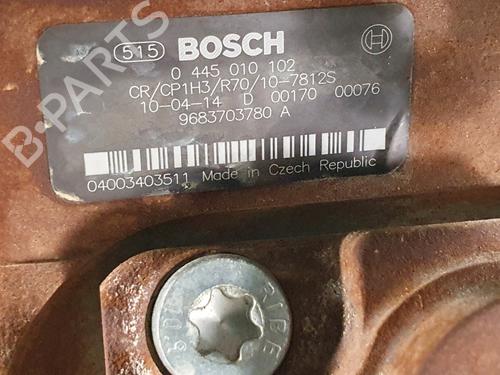 515 BOSCH
0 445 010 102
CR/CP1H3/R70/10-7812S
10-04-14 D 00170 00076
9683703780 A
04003403511 Made in Czech Republic
B-PARTS
RIBE